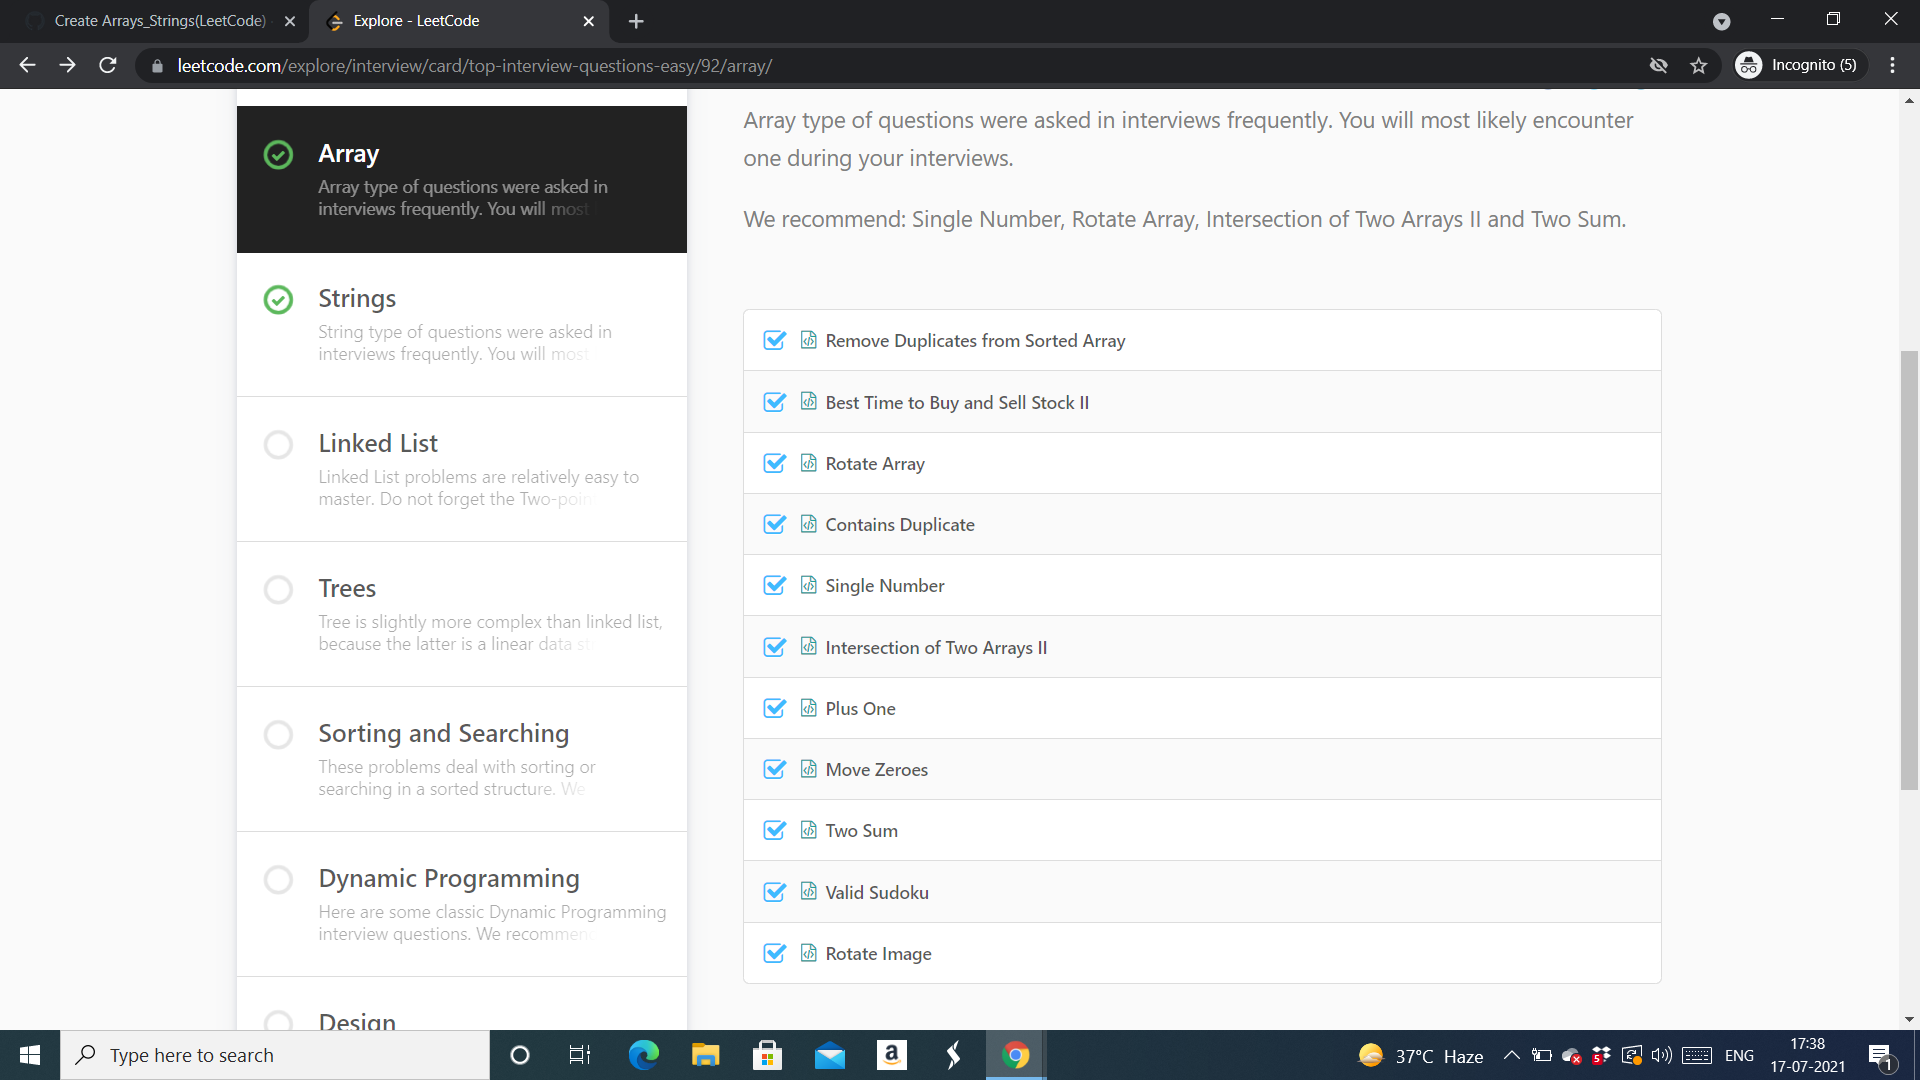 Create Arrays_Strings(LeetCode)
Explore - LeetCode
leetcode.com/explore/interview/card/top-interview-questions-easy/92/array/
Incognito (5)
Array
Array type of questions were asked in
interviews frequently. You will most
Strings
String type of questions were asked in
interviews frequently. You will most
Linked List
Linked List problems are relatively easy to
master. Do not forget the Two-poin
Trees
Tree is slightly more complex than linked list,
because the latter is a linear data st
Sorting and Searching
These problems deal with sorting or
searching in a sorted structure. We
Dynamic Programming
Here are some classic Dynamic Programming
interview questions. We recommen
Design
Array type of questions were asked in interviews frequently. You will most likely encounter
one during your interviews.
We recommend: Single Number, Rotate Array, Intersection of Two Arrays II and Two Sum.
Remove Duplicates from Sorted Array
Best Time to Buy and Sell Stock II
Rotate Array
Contains Duplicate
Single Number
Intersection of Two Arrays II
Plus One
Move Zeroes
Two Sum
Valid Sudoku
Rotate Image
Type here to search
37°C Haze
5
ENG
17:38
17-07-2021
1